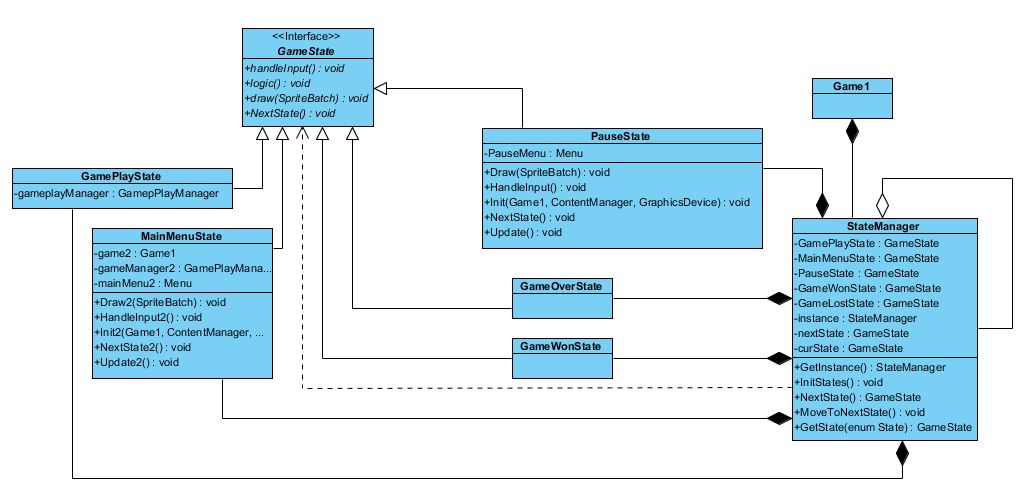 <<Interface>>
GameState
+handleInput() : void
+logic() : void
+draw(SpriteBatch) : void
+NextState() : void
Game1
PauseState
-PauseMenu : Menu
+Draw(SpriteBatch) : void
+HandleInput() : void
+Init(Game1, ContentManager, GraphicsDevice) : void
+NextState() : void
+Update() : void
GamePlayState
-gameplayManager : GamepPlayManager
MainMenuState
-game2 : Game1
-gameManager2 : GamePlayMana...
-mainMenu2 : Menu
+Draw2(SpriteBatch) : void
+HandleInput2() : void
+Init2(Game1, ContentManager, ...
+NextState2() : void
+Update2() : void
GameOverState
GameWonState
StateManager
-GamePlayState : GameState
-MainMenuState : GameState
-PauseState : GameState
-GameWonState : GameState
-GameLostState : GameState
-instance : StateManager
-nextState : GameState
-curState : GameState
+GetInstance() : StateManager
+InitStates() : void
+NextState() : GameState
+MoveToNextState() : void
+GetState(enum State) : GameState